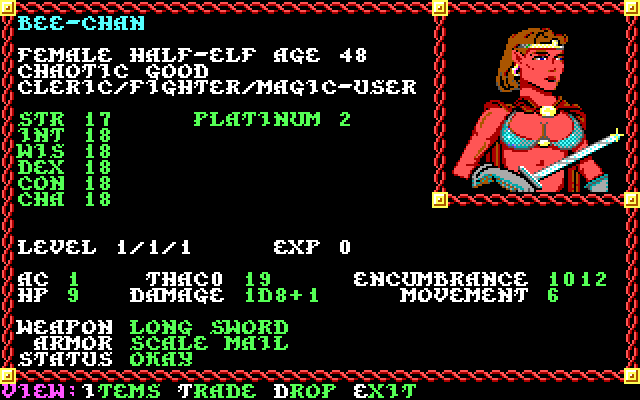 BEE-CHAN
FEMALE HALF-ELF AGE 48
CHAOTIC GOOD
CLERIC/FIGHTER/MAGIC-USER
STR 17 PLATINUM 2
INT 18
WIS 18
DEX 18
CON 18
CHA 18
LEVEL 1/1/1 EXP 0
AC 1 THAC0 19 ENCUMBRANCE 1012
HP 9 DAMAGE 1D8+1 MOVEMENT 6
WEAPON LONG SWORD
ARMOR SCALE MAIL
STATUS OKAY
VIEW: ITEMS TRADE DROP EXIT